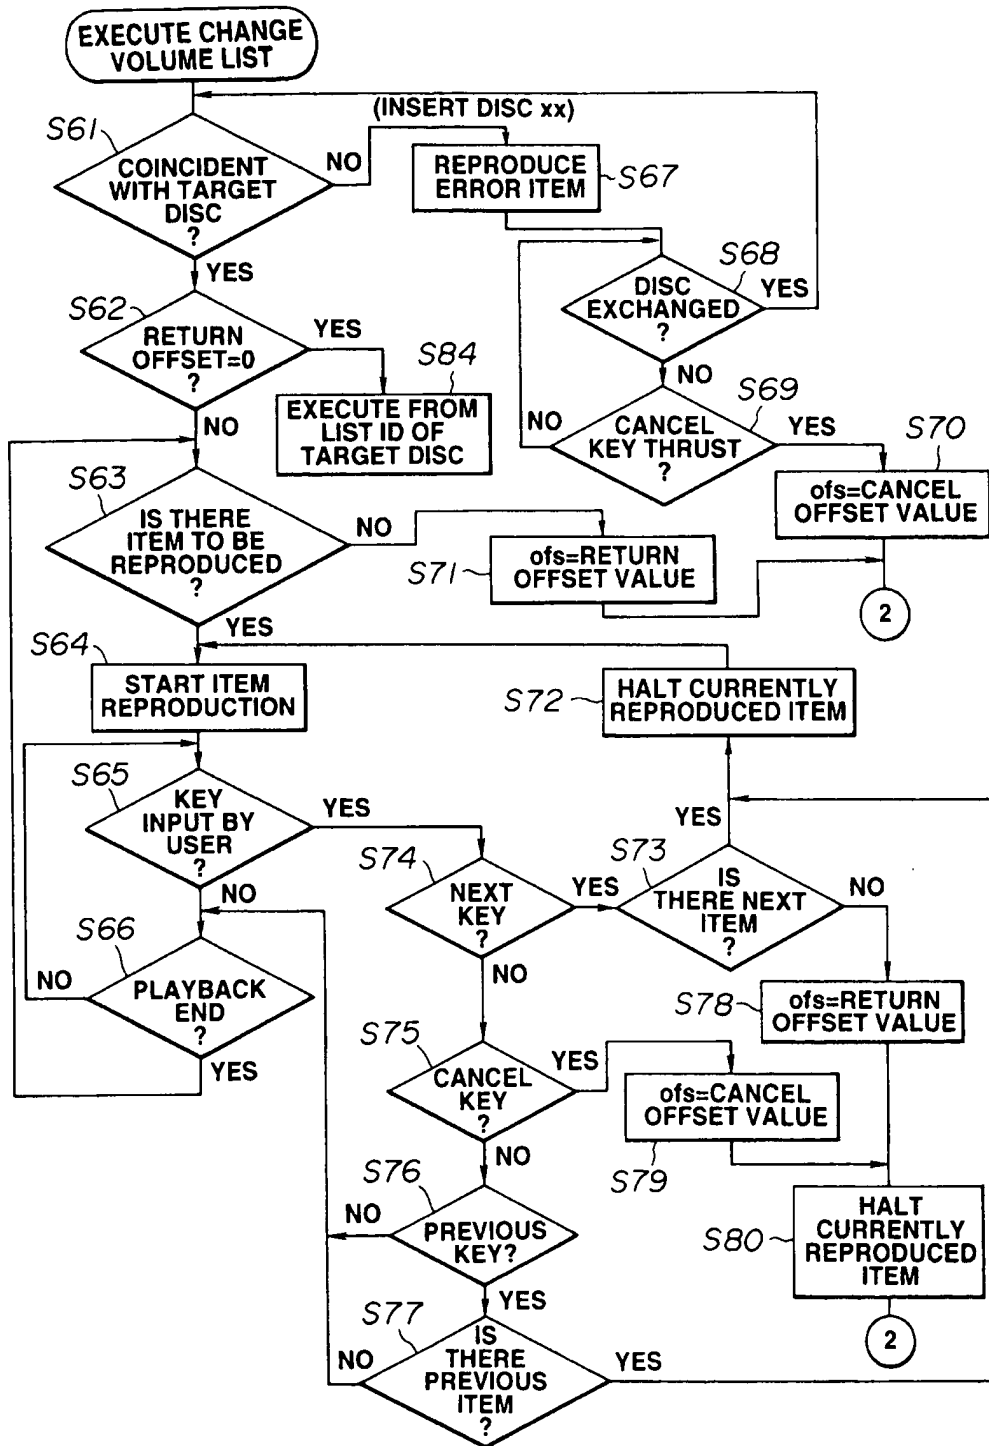 EXECUTE CHANGE
VOLUME LIST
(INSERT DISC xx)
S61
COINCIDENT
WITH TARGET
DISC
?
NO
YES
REPRODUCE
ERROR ITEM
S67
S68
DISC
EXCHANGED
?
YES
NO
S62
RETURN
OFFSET=0
?
YES
NO
S84
EXECUTE FROM
LIST ID OF
TARGET DISC
S69
CANCEL
KEY THRUST
?
NO
YES
S70
ofs=CANCEL
OFFSET VALUE
2
S63
IS THERE
ITEM TO BE
REPRODUCED
?
NO
YES
S71
ofs=RETURN
OFFSET VALUE
S64
START ITEM
REPRODUCTION
S72
HALT CURRENTLY
REPRODUCED ITEM
S65
KEY
INPUT BY
USER
?
YES
NO
S74
NEXT
KEY
?
YES
NO
S73
IS
THERE NEXT
ITEM
?
YES
NO
S66
PLAYBACK
END
?
NO
YES
S78
ofs=RETURN
OFFSET VALUE
S75
CANCEL
KEY
?
YES
NO
ofs=CANCEL
OFFSET VALUE
S79
S76
PREVIOUS
KEY?
NO
YES
S80
HALT
CURRENTLY
REPRODUCED
ITEM
2
S77
IS
THERE
PREVIOUS
ITEM
?
NO
YES